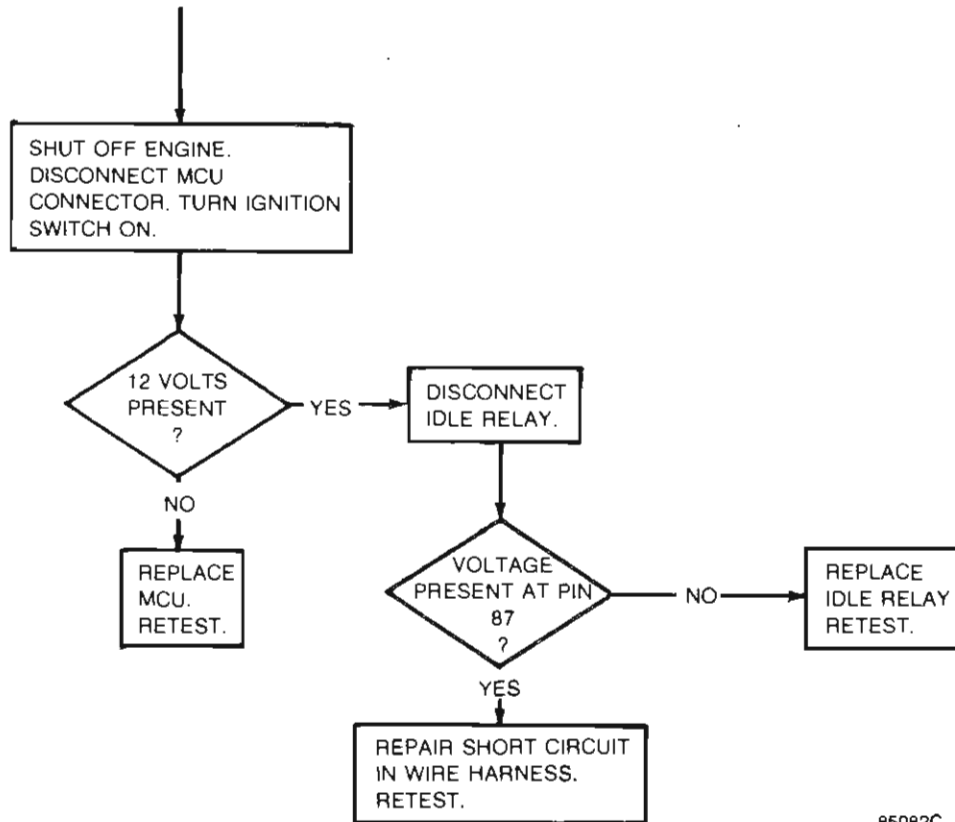 SHUT OFF ENGINE.
DISCONNECT MCU
CONNECTOR. TURN IGNITION
SWITCH ON.
12 VOLTS
PRESENT
?
YES
DISCONNECT
IDLE RELAY.
NO
REPLACE
MCU.
RETEST.
VOLTAGE
PRESENT AT PIN
87
?
NO
REPLACE
IDLE RELAY
RETEST.
YES
REPAIR SHORT CIRCUIT
IN WIRE HARNESS.
RETEST.
85082C